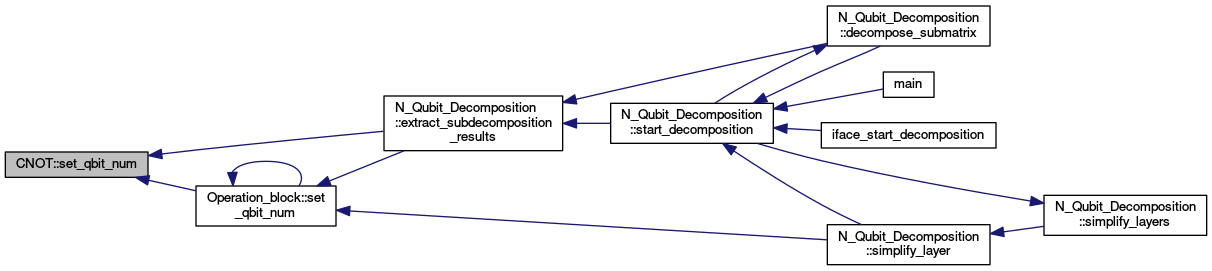 CNOT::set_qbit_num
N_Qubit_Decomposition
::extract_subdecomposition
_results
Operation_block::set
_qbit_num
N_Qubit_Decomposition
::start_decomposition
N_Qubit_Decomposition
::decompose_submatrix
main
iface_start_decomposition
N_Qubit_Decomposition
::simplify_layer
N_Qubit_Decomposition
::simplify_layers